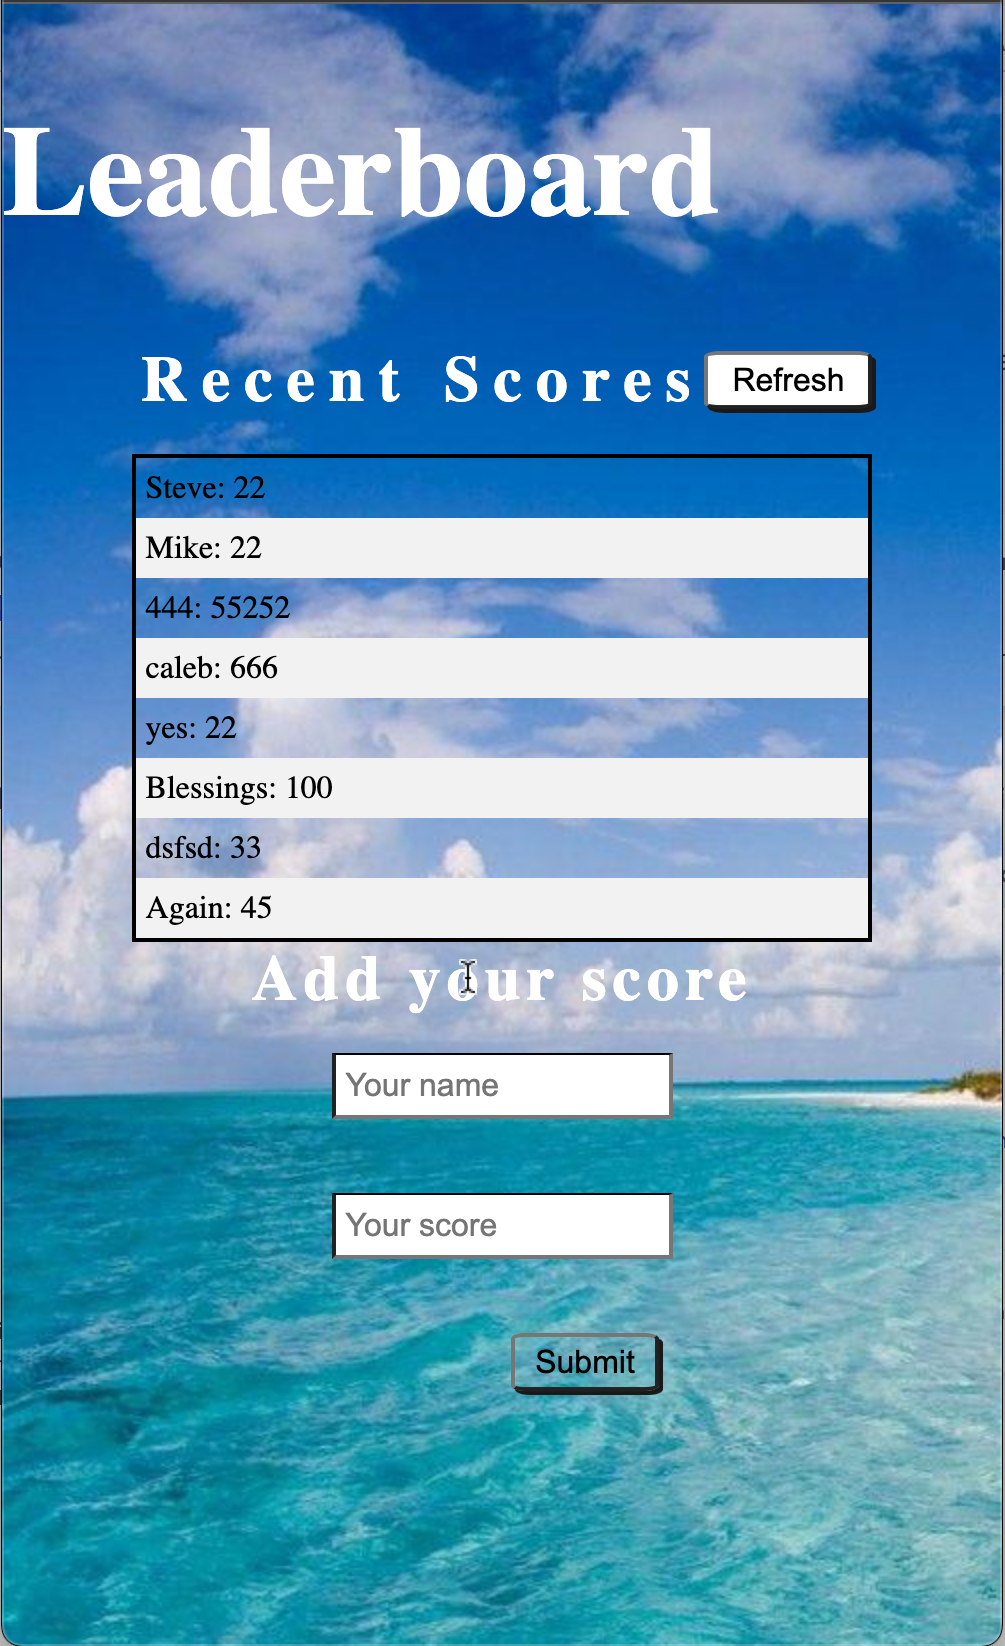 Leaderboard
Recent Scores Refresh
Steve: 22
Mike: 22
444: 55252
caleb: 666
yes: 22
Blessings: 100
dsfsd: 33
Again: 45
Add your score
Your name
Your score
Submit